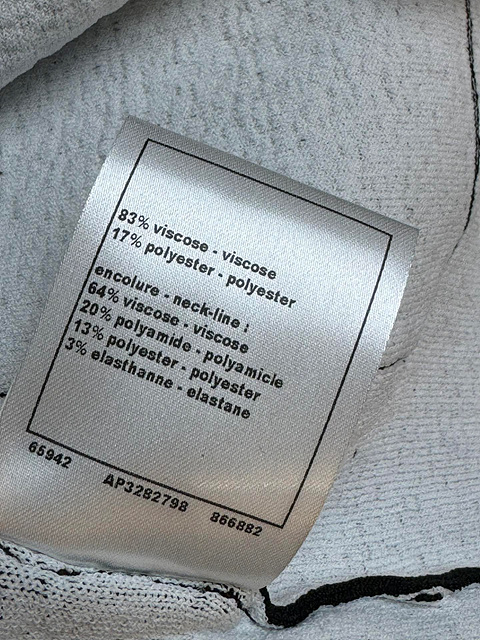 83% viscose - viscose
17% polyester - polyester
encolure - neck-line :
64% viscose - viscose
20% polyamide - polyamicle
13% polyester - polyester
3% elasthanne - elastane
65942 AP3282798 866882